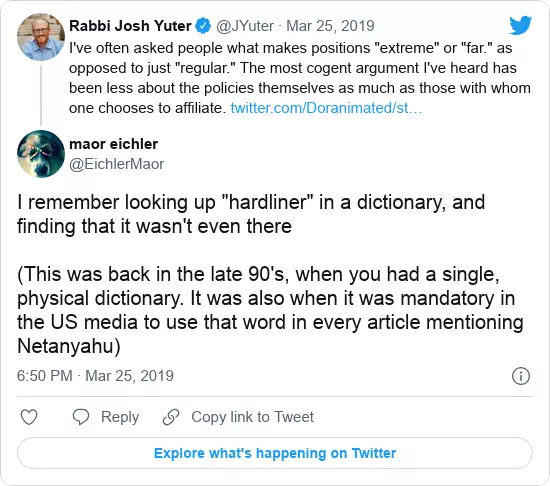 Rabbi Josh Yuter @JYuter · Mar 25, 2019
I've often asked people what makes positions "extreme" or "far." as
opposed to just "regular." The most cogent argument I've heard has
been less about the policies themselves as much as those with whom
one chooses to affiliate. twitter.com/Doranimated/st…
maor eichler
@EichlerMaor
I remember looking up "hardliner" in a dictionary, and
finding that it wasn't even there
(This was back in the late 90's, when you had a single,
physical dictionary. It was also when it was mandatory in
the US media to use that word in every article mentioning
Netanyahu)
6:50 PM · Mar 25, 2019
Reply Copy link to Tweet
Explore what's happening on Twitter